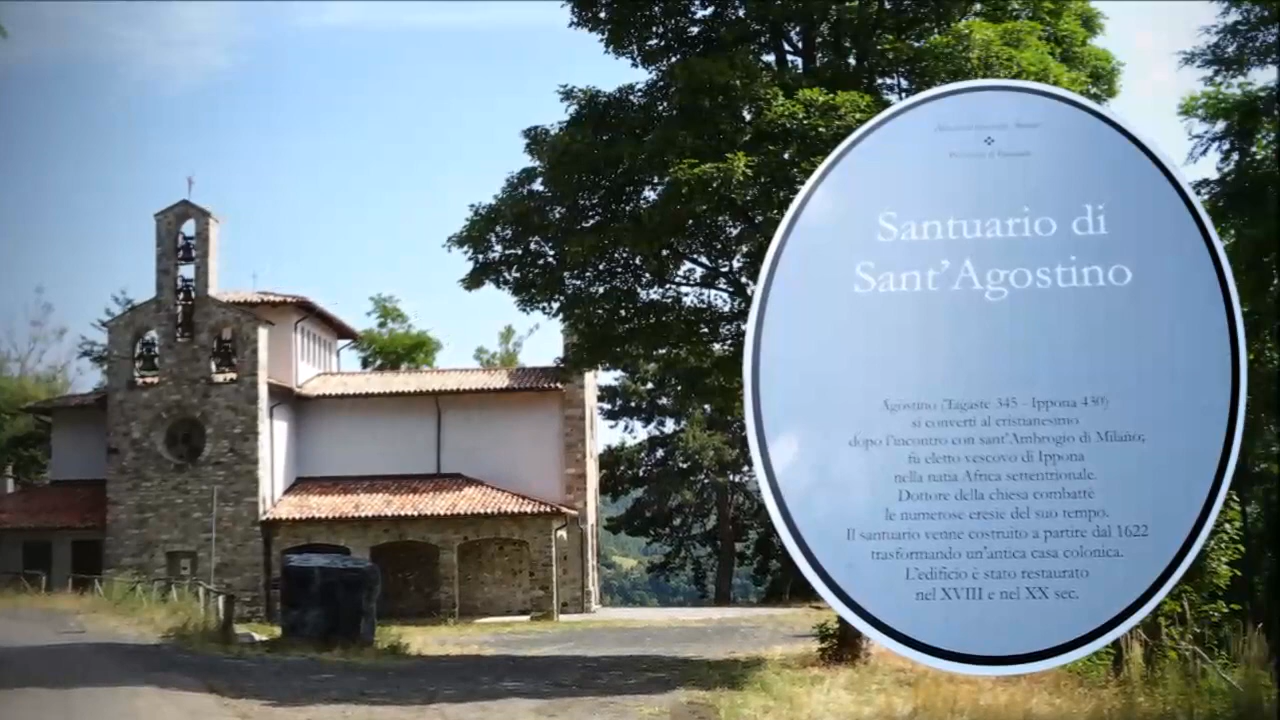 Santuario di
Sant'Agostino
Agostino (Tagaste 345 - Ippona 430)
si convertì al cristianesimo
dopo l'incontro con sant'Ambrogio di Milano;
fu eletto vescovo di Ippona
nella natia Africa settentrionale.
Dottore della chiesa combattè
le numerose eresie del suo tempo.
Il santuario venne costruito a partire dal 1622
trasformando un'antica casa colonica.
L'edificio è stato restaurato
nel XVIII e nel XX sec.